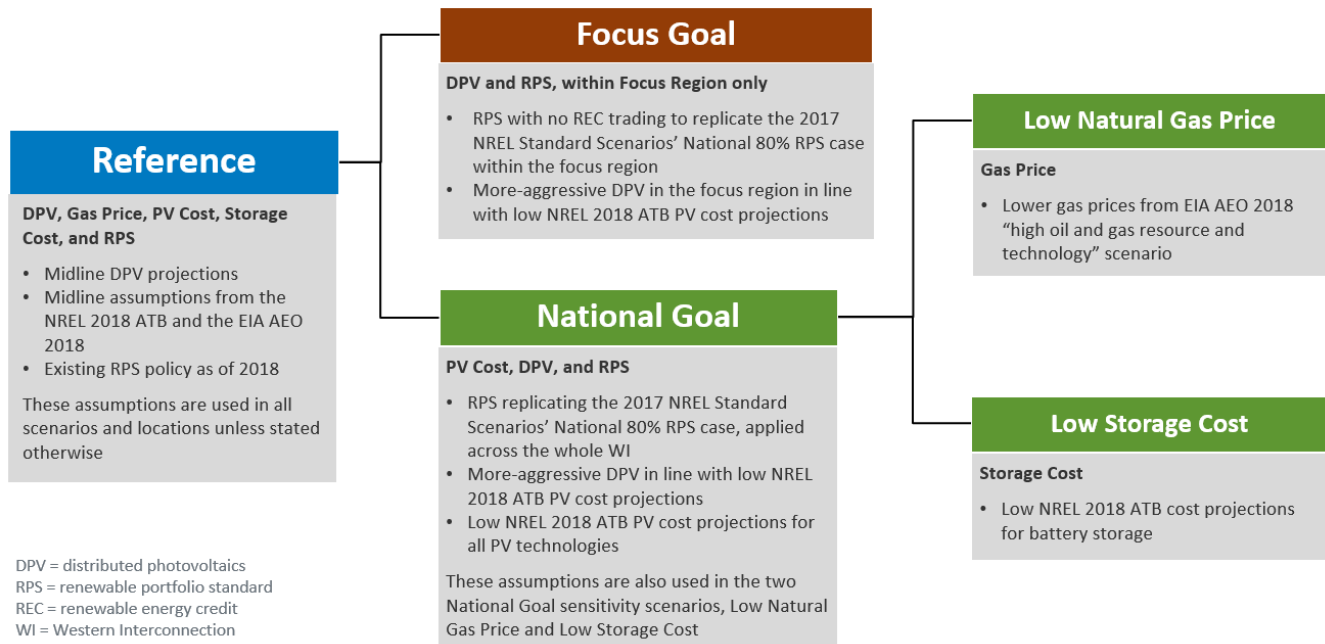 Reference
DPV, Gas Price, PV Cost, Storage
Cost, and RPS
• Midline DPV projections
• Midline assumptions from the
NREL 2018 ATB and the EIA AEO
2018
• Existing RPS policy as of 2018
These assumptions are used in all
scenarios and locations unless stated
otherwise
Focus Goal
DPV and RPS, within Focus Region only
• RPS with no REC trading to replicate the 2017
NREL Standard Scenarios’ National 80% RPS case
within the focus region
• More-aggressive DPV in the focus region in line
with low NREL 2018 ATB PV cost projections
National Goal
PV Cost, DPV, and RPS
• RPS replicating the 2017 NREL Standard
Scenarios’ National 80% RPS case, applied
across the whole WI
• More-aggressive DPV in line with low NREL
2018 ATB PV cost projections
• Low NREL 2018 ATB PV cost projections for
all PV technologies
These assumptions are also used in the two
National Goal sensitivity scenarios, Low Natural
Gas Price and Low Storage Cost
Low Natural Gas Price
Gas Price
• Lower gas prices from EIA AEO 2018
“high oil and gas resource and
technology” scenario
Low Storage Cost
Storage Cost
• Low NREL 2018 ATB cost projections
for battery storage
DPV = distributed photovoltaics
RPS = renewable portfolio standard
REC = renewable energy credit
WI = Western Interconnection